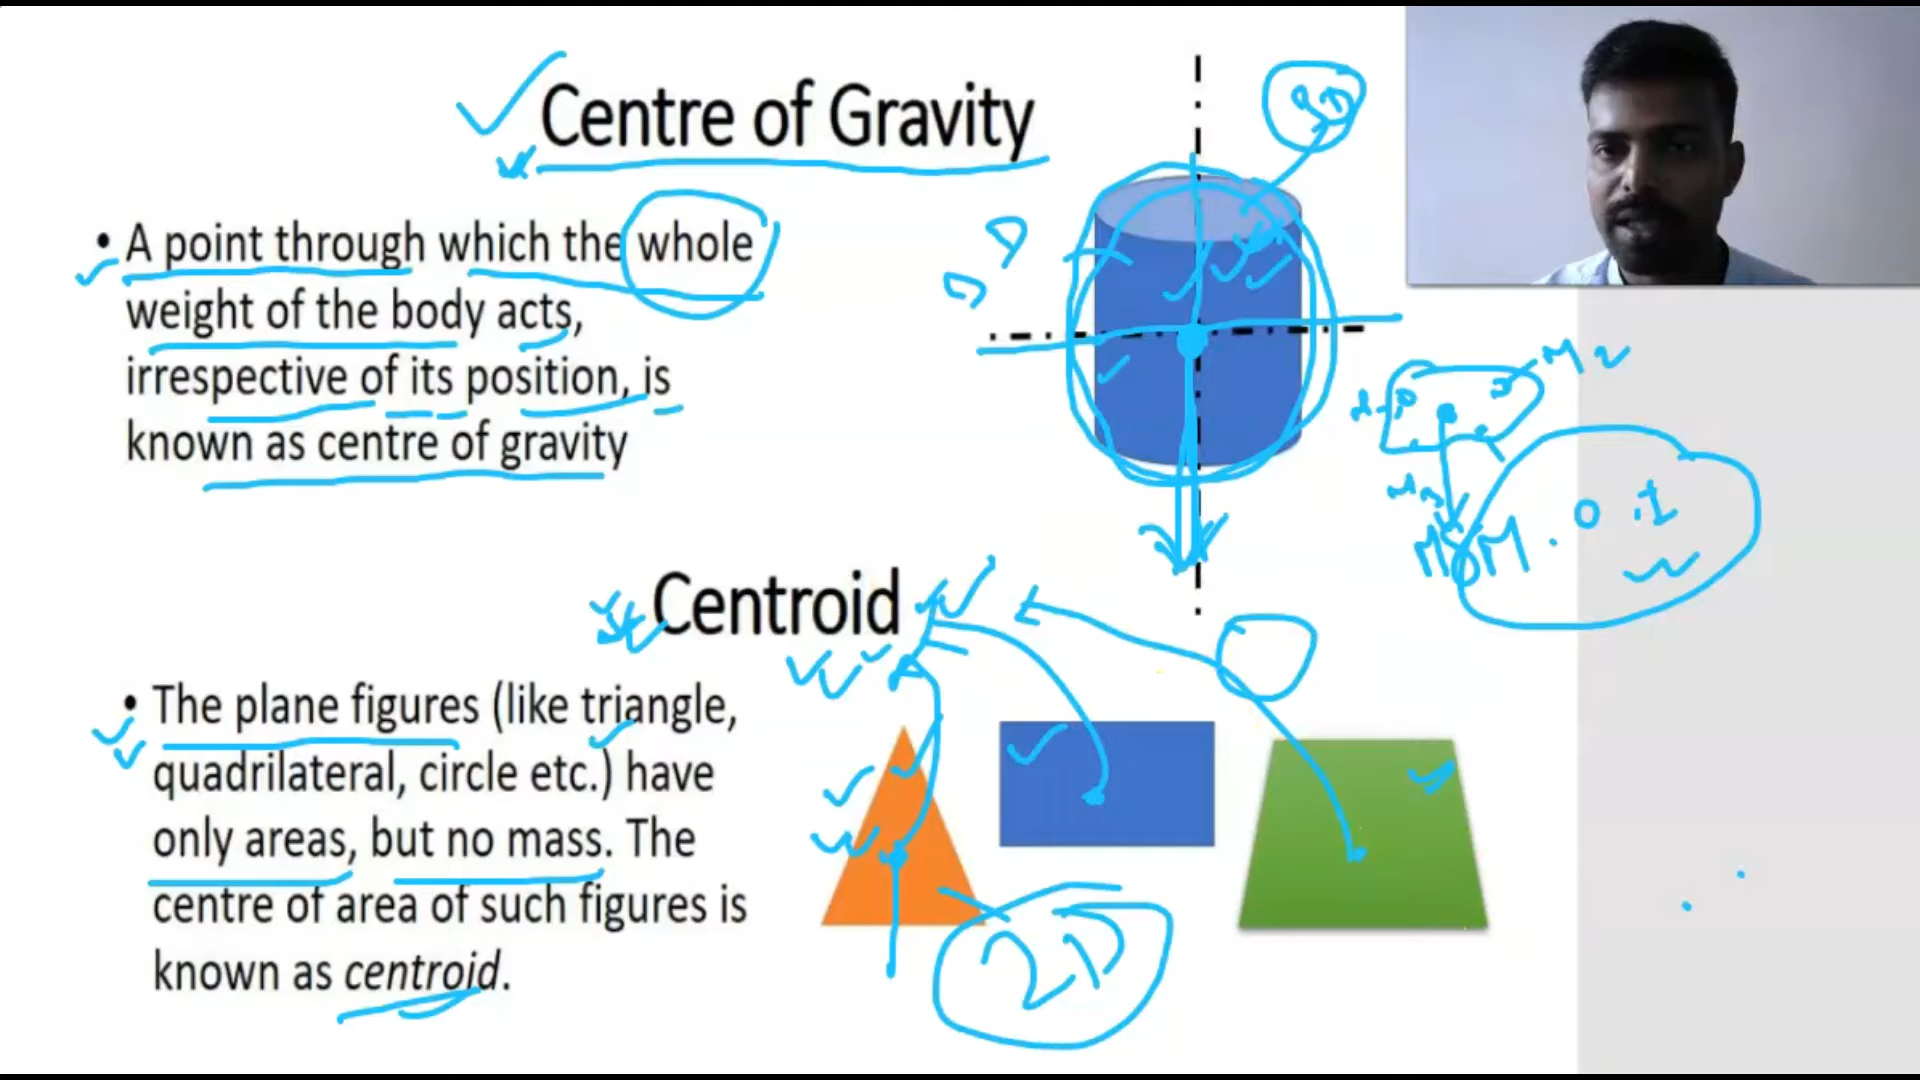 Centre of Gravity
3D
• A point through which the whole
weight of the body acts,
irrespective of its position, is
known as centre of gravity
M2
M.O.I
Centroid
• The plane figures (like triangle,
quadrilateral, circle etc.) have
only areas, but no mass. The
centre of area of such figures is
known as centroid.
2D